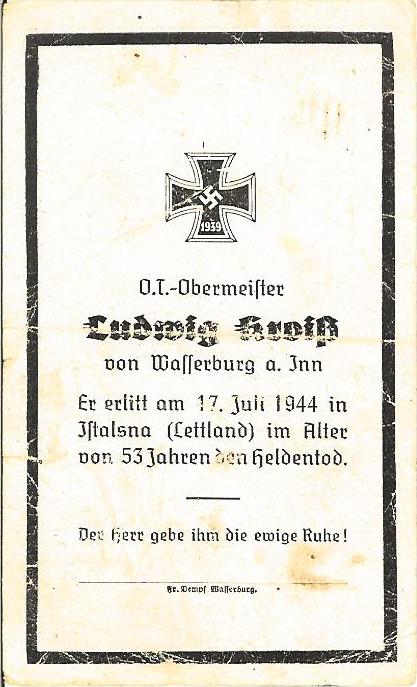 1939
O.T.-Obermeister
Ludwig Kroiß
von Wasserburg a. Inn
Er erlitt am 17. Juli 1944 in
Istalsna (Lettland) im Alter
von 53 Jahren den Heldentod.
Der Herr gebe ihm die ewige Ruhe!
Fr. Dempf Wasserburg.